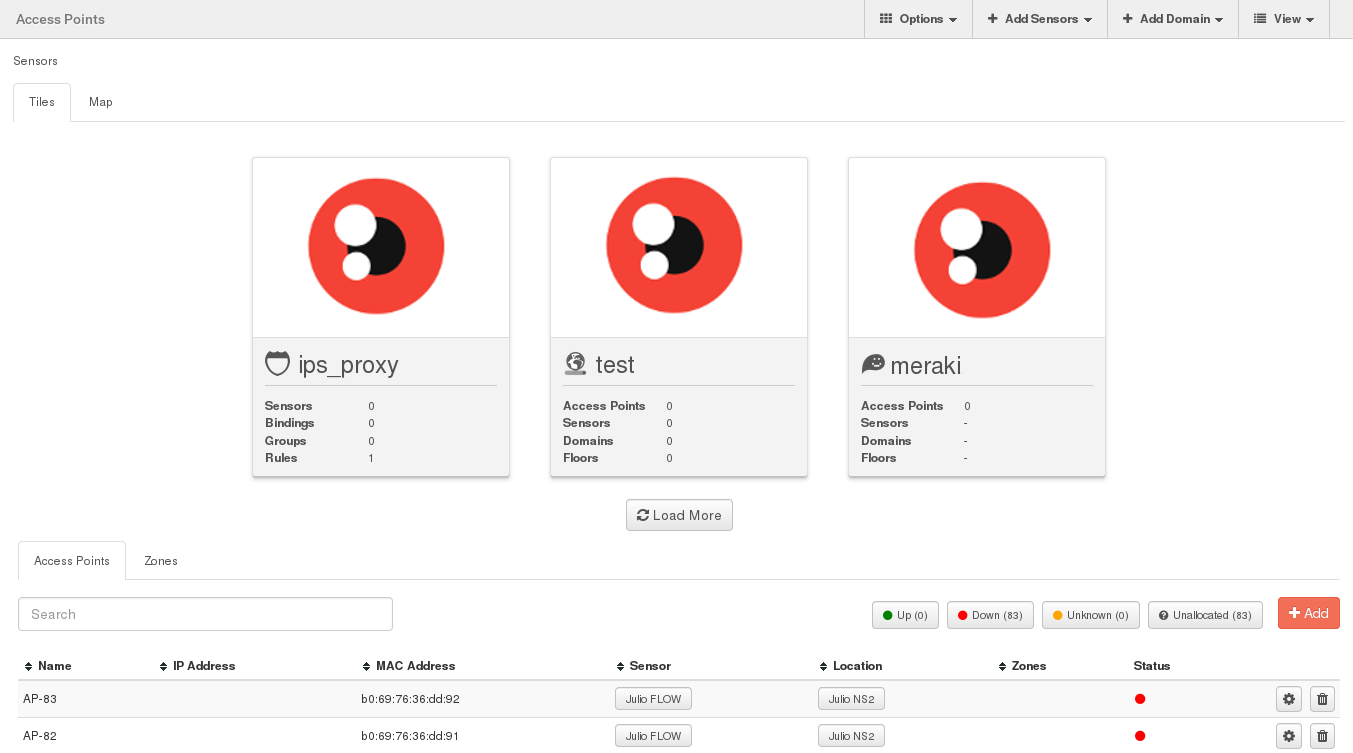 Access Points Options Add Sensors Add Domain View
Sensors
Tiles Map
ips_proxy test meraki
Sensors 0 Access Points 0 Access Points 0
Bindings 0 Sensors 0 Sensors -
Groups 0 Domains 0 Domains -
Rules 1 Floors 0 Floors -
Load More
Access Points Zones
Search Up (0) Down (83) Unknown (0) Unallocated (83) Add
Name IP Address MAC Address Sensor Location Zones Status
AP-83 b0:69:76:36:dd:92 Julio FLOW Julio NS2
AP-82 b0:69:76:36:dd:91 Julio FLOW Julio NS2